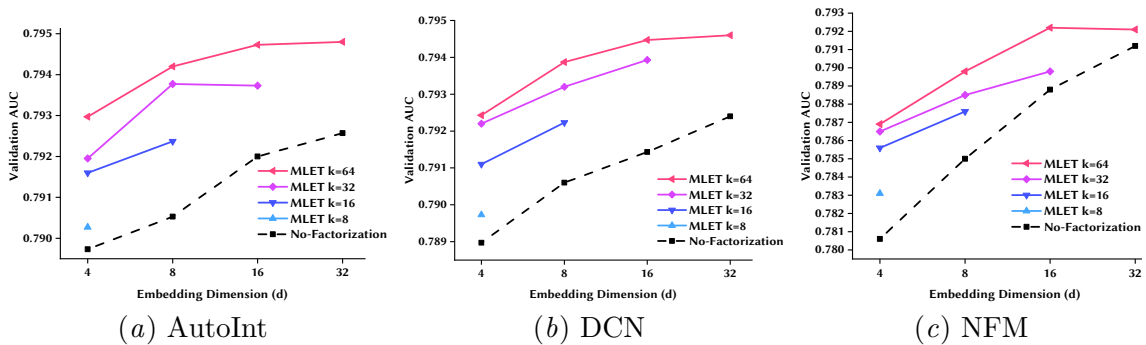 0.795
0.794
0.793
0.792
0.791
0.790
Validation AUC
MLET k=64
MLET k=32
MLET k=16
MLET k=8
No-Factorization
4 8 16 32
Embedding Dimension (d)
(a) AutoInt
0.795
0.794
0.793
0.792
0.791
0.790
0.789
Validation AUC
MLET k=64
MLET k=32
MLET k=16
MLET k=8
No-Factorization
4 8 16 32
Embedding Dimension (d)
(b) DCN
0.793
0.792
0.791
0.790
0.789
0.788
0.787
0.786
0.785
0.784
0.783
0.782
0.781
0.780
Validation AUC
MLET k=64
MLET k=32
MLET k=16
MLET k=8
No-Factorization
4 8 16 32
Embedding Dimension (d)
(c) NFM